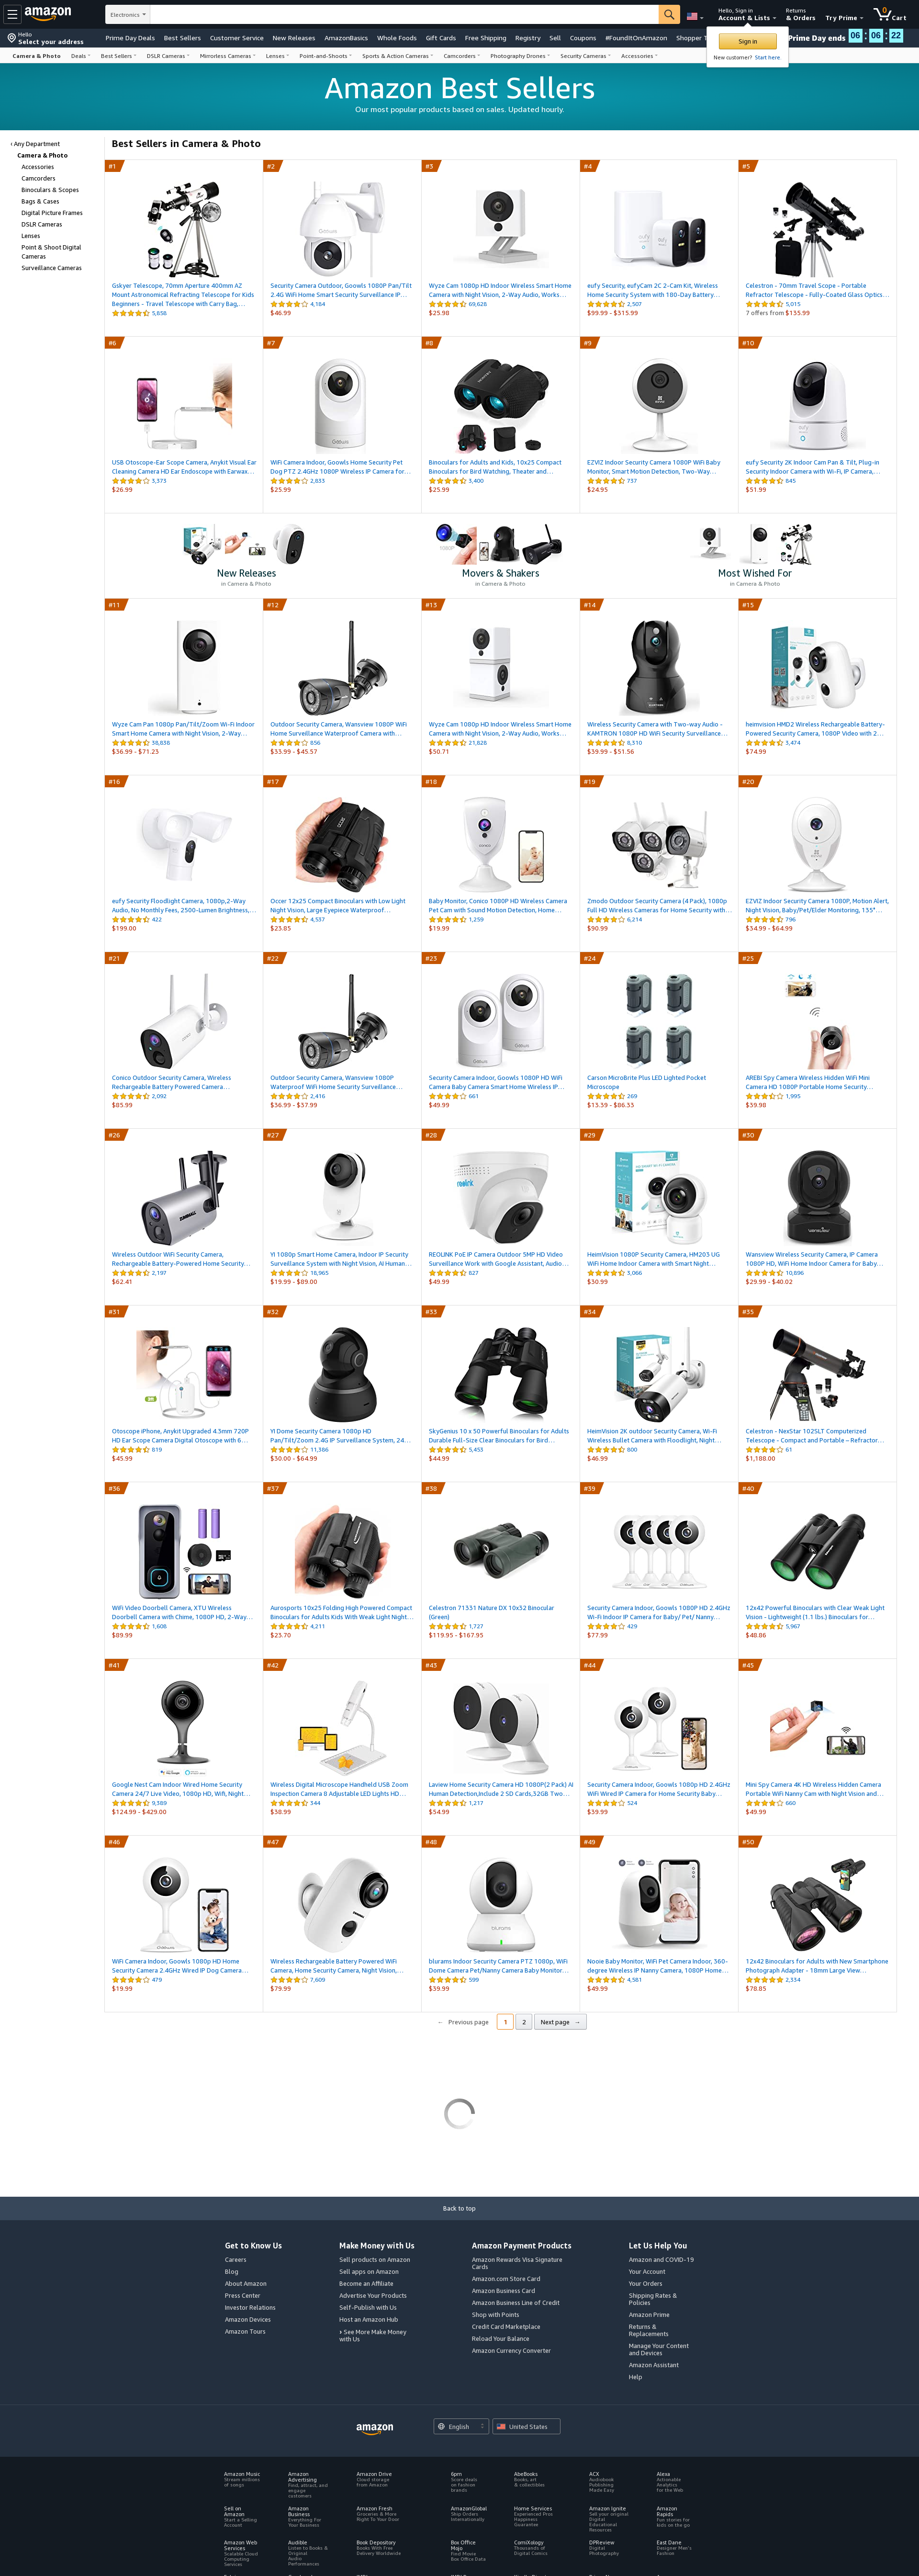 amazon
Electronics
Hello, Sign in
Account & Lists
Returns
& Orders
Try Prime
0
Cart
Hello
Select your address
Prime Day Deals
Best Sellers
Customer Service
New Releases
AmazonBasics
Whole Foods
Gift Cards
Free Shipping
Registry
Sell
Coupons
#FoundItOnAmazon
Shopper T
Sign in
New customer? Start here.
Prime Day ends 06 : 06 : 22
Camera & Photo
Deals
Best Sellers
DSLR Cameras
Mirrorless Cameras
Lenses
Point-and-Shoots
Sports & Action Cameras
Camcorders
Photography Drones
Security Cameras
Accessories
Amazon Best Sellers
Our most popular products based on sales. Updated hourly.
‹ Any Department
Camera & Photo
Accessories
Camcorders
Binoculars & Scopes
Bags & Cases
Digital Picture Frames
DSLR Cameras
Lenses
Point & Shoot Digital
Cameras
Surveillance Cameras
Best Sellers in Camera & Photo
#1
Gskyer Telescope, 70mm Aperture 400mm AZ
Mount Astronomical Refracting Telescope for Kids
Beginners - Travel Telescope with Carry Bag,…
5,858
#2
Security Camera Outdoor, Goowls 1080P Pan/Tilt
2.4G WiFi Home Smart Security Surveillance IP…
4,184
$46.99
#3
Wyze Cam 1080p HD Indoor Wireless Smart Home
Camera with Night Vision, 2-Way Audio, Works…
69,628
$25.98
#4
eufy Security, eufyCam 2C 2-Cam Kit, Wireless
Home Security System with 180-Day Battery…
2,507
$99.99 - $315.99
#5
Celestron - 70mm Travel Scope - Portable
Refractor Telescope - Fully-Coated Glass Optics…
5,015
7 offers from $135.99
#6
USB Otoscope-Ear Scope Camera, Anykit Visual Ear
Cleaning Camera HD Ear Endoscope with Earwax…
3,373
$26.99
#7
WiFi Camera Indoor, Goowls Home Security Pet
Dog PTZ 2.4GHz 1080P Wireless IP Camera for…
2,833
$25.99
#8
Binoculars for Adults and Kids, 10x25 Compact
Binoculars for Bird Watching, Theater and…
3,400
$25.99
#9
EZVIZ Indoor Security Camera 1080P WiFi Baby
Monitor, Smart Motion Detection, Two-Way…
737
$24.95
#10
eufy Security 2K Indoor Cam Pan & Tilt, Plug-in
Security Indoor Camera with Wi-Fi, IP Camera,…
845
$51.99
New Releases
in Camera & Photo
Movers & Shakers
in Camera & Photo
Most Wished For
in Camera & Photo
#11
Wyze Cam Pan 1080p Pan/Tilt/Zoom Wi-Fi Indoor
Smart Home Camera with Night Vision, 2-Way…
38,838
$36.99 - $71.23
#12
Outdoor Security Camera, Wansview 1080P WiFi
Home Surveillance Waterproof Camera with…
856
$33.99 - $45.57
#13
Wyze Cam 1080p HD Indoor Wireless Smart Home
Camera with Night Vision, 2-Way Audio, Works…
21,828
$50.71
#14
Wireless Security Camera with Two-way Audio -
KAMTRON 1080P HD WiFi Security Surveillance…
8,310
$39.99 - $51.56
#15
heimvision HMD2 Wireless Rechargeable Battery-
Powered Security Camera, 1080P Video with 2…
3,474
$74.99
#16
eufy Security Floodlight Camera, 1080p,2-Way
Audio, No Monthly Fees, 2500-Lumen Brightness,…
422
$199.00
#17
Occer 12x25 Compact Binoculars with Low Light
Night Vision, Large Eyepiece Waterproof…
4,537
$23.85
#18
Baby Monitor, Conico 1080P HD Wireless Camera
Pet Cam with Sound Motion Detection, Home…
1,259
$19.99
#19
Zmodo Outdoor Security Camera (4 Pack), 1080p
Full HD Wireless Cameras for Home Security with…
6,214
$90.99
#20
EZVIZ Indoor Security Camera 1080P, Motion Alert,
Night Vision, Baby/Pet/Elder Monitoring, 135°…
796
$34.99 - $64.99
#21
Conico Outdoor Security Camera, Wireless
Rechargeable Battery Powered Camera…
2,092
$85.99
#22
Outdoor Security Camera, Wansview 1080P
Waterproof WiFi Home Security Surveillance…
2,416
$36.99 - $37.99
#23
Security Camera Indoor, Goowls 1080P HD WiFi
Camera Baby Camera Smart Home Wireless IP…
661
$49.99
#24
Carson MicroBrite Plus LED Lighted Pocket
Microscope
269
$13.39 - $86.33
#25
AREBI Spy Camera Wireless Hidden WiFi Mini
Camera HD 1080P Portable Home Security…
1,995
$39.98
#26
Wireless Outdoor WiFi Security Camera,
Rechargeable Battery-Powered Home Security…
2,197
$62.41
#27
YI 1080p Smart Home Camera, Indoor IP Security
Surveillance System with Night Vision, AI Human…
18,965
$19.99 - $89.00
#28
reolink
REOLINK PoE IP Camera Outdoor 5MP HD Video
Surveillance Work with Google Assistant, Audio…
827
$49.99
#29
HeimVision 1080P Security Camera, HM203 UG
WiFi Home Indoor Camera with Smart Night…
3,066
$30.99
#30
Wansview Wireless Security Camera, IP Camera
1080P HD, WiFi Home Indoor Camera for Baby…
10,896
$29.99 - $40.02
#31
Otoscope iPhone, Anykit Upgraded 4.3mm 720P
HD Ear Scope Camera Digital Otoscope with 6…
819
$45.99
#32
YI Dome Security Camera 1080p HD
Pan/Tilt/Zoom 2.4G IP Surveillance System, 24…
11,386
$30.00 - $64.99
#33
SkyGenius 10 x 50 Powerful Binoculars for Adults
Durable Full-Size Clear Binoculars for Bird…
5,453
$44.99
#34
HeimVision 2K outdoor Security Camera, Wi-Fi
Wireless Bullet Camera with Floodlight, Night…
800
$46.99
#35
Celestron - NexStar 102SLT Computerized
Telescope - Compact and Portable – Refractor…
61
$1,188.00
#36
WiFi Video Doorbell Camera, XTU Wireless
Doorbell Camera with Chime, 1080P HD, 2-Way…
1,608
$89.99
#37
Aurosports 10x25 Folding High Powered Compact
Binoculars for Adults Kids With Weak Light Night…
4,211
$23.70
#38
Celestron 71331 Nature DX 10x32 Binocular
(Green)
1,727
$119.95 - $167.95
#39
Security Camera Indoor, Goowls 1080P HD 2.4GHz
Wi-Fi Indoor IP Camera for Baby/ Pet/ Nanny…
429
$77.99
#40
12x42 Powerful Binoculars with Clear Weak Light
Vision - Lightweight (1.1 lbs.) Binoculars for…
5,967
$48.86
#41
Google Nest Cam Indoor Wired Home Security
Camera 24/7 Live Video, 1080p HD, Wifi, Night…
9,389
$124.99 - $429.00
#42
Wireless Digital Microscope Handheld USB Zoom
Inspection Camera 8 Adjustable LED Lights HD…
344
$38.99
#43
Laview Home Security Camera HD 1080P(2 Pack) AI
Human Detection,Include 2 SD Cards,32GB Two…
1,217
$54.99
#44
Security Camera Indoor, Goowls 1080p HD 2.4GHz
WiFi Wired IP Camera for Home Security Baby…
524
$39.99
#45
Mini Spy Camera 4K HD Wireless Hidden Camera
Portable WiFi Nanny Cam with Night Vision and…
660
$49.99
#46
WiFi Camera Indoor, Goowls 1080p HD Home
Security Camera 2.4GHz Wired IP Dog Camera…
479
$19.99
#47
Wireless Rechargeable Battery Powered WiFi
Camera, Home Security Camera, Night Vision,…
7,609
$79.99
#48
blurams Indoor Security Camera PTZ 1080p, WiFi
Dome Camera Pet/Nanny Camera Baby Monitor…
599
$39.99
#49
Nooie Baby Monitor, WiFi Pet Camera Indoor, 360-
degree Wireless IP Nanny Camera, 1080P Home…
4,581
$49.99
#50
12x42 Binoculars for Adults with New Smartphone
Photograph Adapter - 18mm Large View…
2,334
$78.85
← Previous page
1
2
Next page →
Back to top
Get to Know Us
Careers
Blog
About Amazon
Press Center
Investor Relations
Amazon Devices
Amazon Tours
Make Money with Us
Sell products on Amazon
Sell apps on Amazon
Become an Affiliate
Advertise Your Products
Self-Publish with Us
Host an Amazon Hub
› See More Make Money
with Us
Amazon Payment Products
Amazon Rewards Visa Signature
Cards
Amazon.com Store Card
Amazon Business Card
Amazon Business Line of Credit
Shop with Points
Credit Card Marketplace
Reload Your Balance
Amazon Currency Converter
Let Us Help You
Amazon and COVID-19
Your Account
Your Orders
Shipping Rates &
Policies
Amazon Prime
Returns &
Replacements
Manage Your Content
and Devices
Amazon Assistant
Help
amazon
English
United States
Amazon Music
Stream millions
of songs
Amazon
Advertising
Find, attract, and
engage
customers
Amazon Drive
Cloud storage
from Amazon
6pm
Score deals
on fashion
brands
AbeBooks
Books, art
& collectibles
ACX
Audiobook
Publishing
Made Easy
Alexa
Actionable
Analytics
for the Web
Sell on
Amazon
Start a Selling
Account
Amazon
Business
Everything For
Your Business
Amazon Fresh
Groceries & More
Right To Your Door
AmazonGlobal
Ship Orders
Internationally
Home Services
Experienced Pros
Happiness
Guarantee
Amazon Ignite
Sell your original
Digital
Educational
Resources
Amazon
Rapids
Fun stories for
kids on the go
Amazon Web
Services
Scalable Cloud
Computing
Services
Audible
Listen to Books &
Original
Audio
Performances
Book Depository
Books With Free
Delivery Worldwide
Box Office
Mojo
Find Movie
Box Office Data
ComiXology
Thousands of
Digital Comics
DPReview
Digital
Photography
East Dane
Designer Men's
Fashion